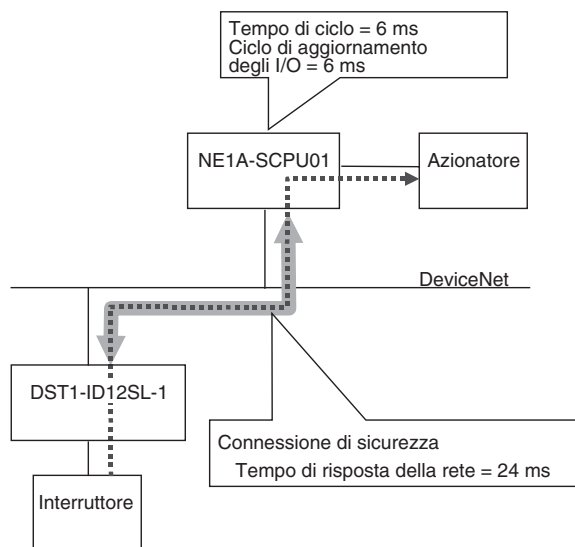 Tempo di ciclo = 6 ms
Ciclo di aggiornamento
degli I/O = 6 ms
NE1A-SCPU01
Azionatore
DeviceNet
DST1-ID12SL-1
Connessione di sicurezza
Tempo di risposta della rete = 24 ms
Interruttore